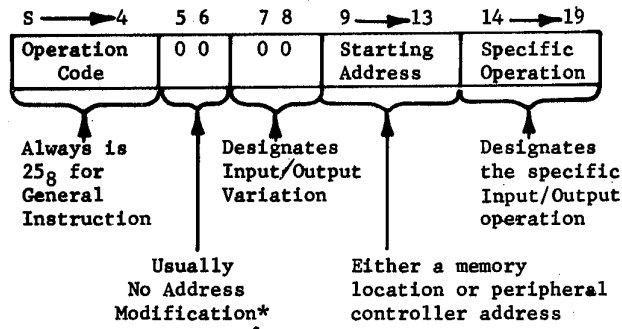 S → 4 5 6 7 8 9 → 13 14 → 19
Operation Code
0 0
0 0
Starting Address
Specific Operation
Always is
25₈ for
General
Instruction
Designates
Input/Output
Variation
Designates
the specific
Input/Output
operation
Usually
No Address
Modification*
Either a memory
location or peripheral
controller address